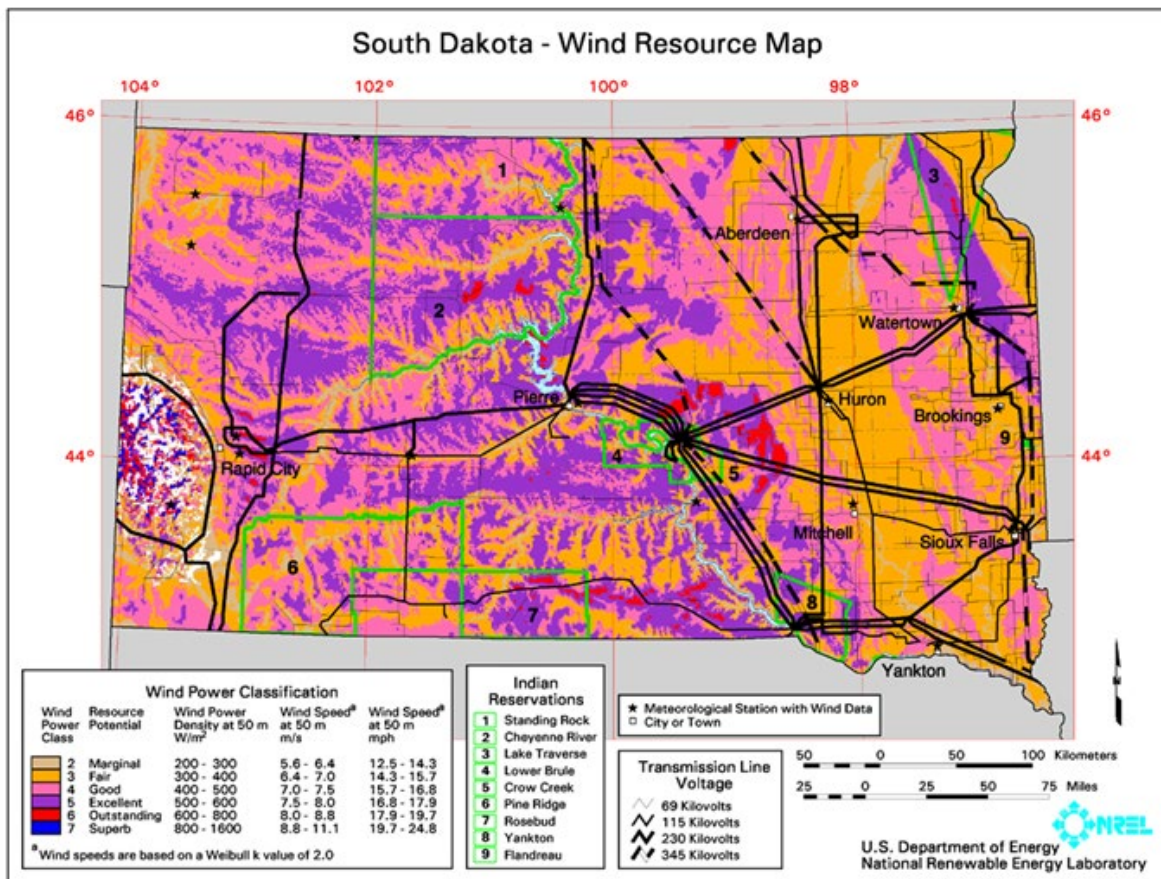 South Dakota - Wind Resource Map
104° 102° 100° 98°
46° 46°
1
3
Aberdeen
2
Watertown
Pierre
Huron
Brookings
9
44° 44°
Rapid City
4
5
Mitchell
Sioux Falls
6
7
8
Yankton
Wind Power Classification
Wind Power Class Resource Potential Wind Power Density at 50 m W/m² Wind Speedª at 50 m m/s Wind Speedª at 50 m mph
2 Marginal 200 - 300 5.6 - 6.4 12.5 - 14.3
3 Fair 300 - 400 6.4 - 7.0 14.3 - 15.7
4 Good 400 - 500 7.0 - 7.5 15.7 - 16.8
5 Excellent 500 - 600 7.5 - 8.0 16.8 - 17.9
6 Outstanding 600 - 800 8.0 - 8.8 17.9 - 19.7
7 Superb 800 - 1600 8.8 - 11.1 19.7 - 24.8
ª Wind speeds are based on a Weibull k value of 2.0
Indian
Reservations
1 Standing Rock
2 Cheyenne River
3 Lake Traverse
4 Lower Brule
5 Crow Creek
6 Pine Ridge
7 Rosebud
8 Yankton
9 Flandreau
★ Meteorological Station with Wind Data
City or Town
Transmission Line
Voltage
69 Kilovolts
115 Kilovolts
230 Kilovolts
345 Kilovolts
50 0 50 100 Kilometers
25 0 25 50 75 Miles
NREL
U.S. Department of Energy
National Renewable Energy Laboratory